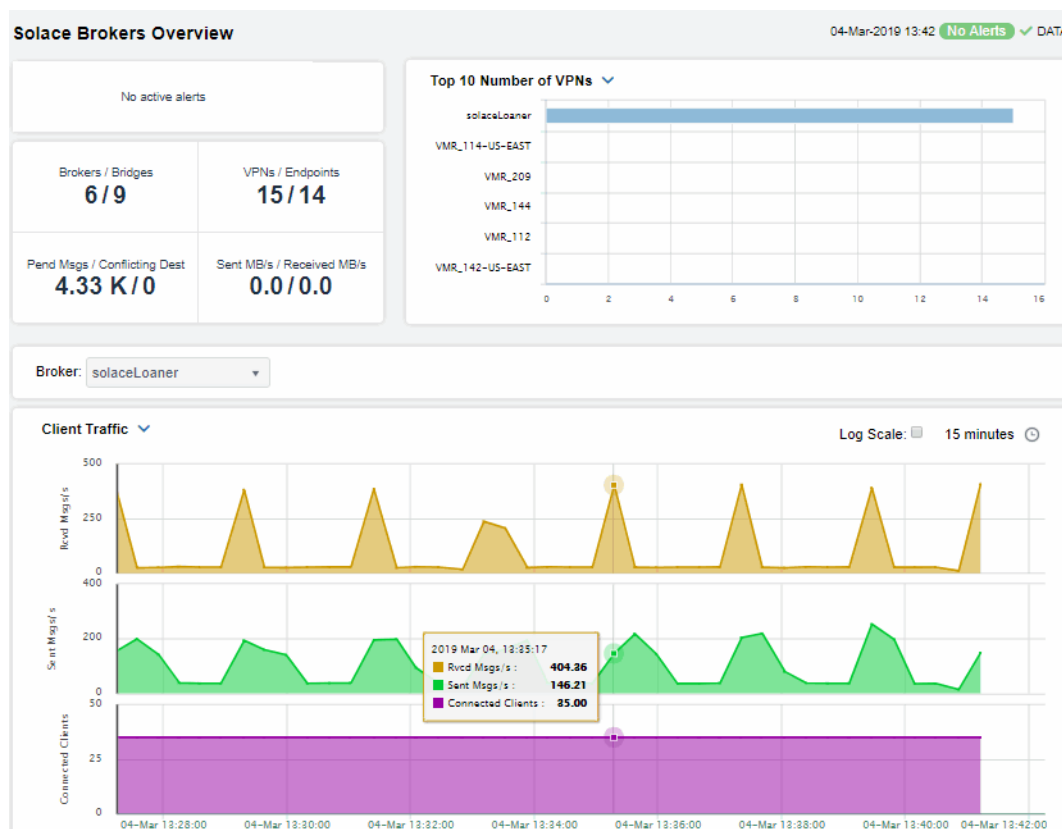 Solace Brokers Overview
04-Mar-2019 13:42 No Alerts DATA
No active alerts
Brokers / Bridges
6/9
VPNs / Endpoints
15/14
Pend Msgs / Conflicting Dest
4.33 K/0
Sent MB/s / Received MB/s
0.0/0.0
Top 10 Number of VPNs
solaceLoaner
VMR_114-US-EAST
VMR_209
VMR_144
VMR_112
VMR_142-US-EAST
0 2 4 6 8 10 12 14 16
Broker: solaceLoaner
Client Traffic
Log Scale: 15 minutes
Rcvd Msgs/s
500
250
0
Sent Msgs/s
400
200
0
2019 Mar 04, 13:35:17
Rvcd Msgs/s : 404.36
Sent Msgs/s : 146.21
Connected Clients : 35.00
Connected Clients
50
25
0
04-Mar 13:28:00 04-Mar 13:30:00 04-Mar 13:32:00 04-Mar 13:34:00 04-Mar 13:36:00 04-Mar 13:38:00 04-Mar 13:40:00 04-Mar 13:42:00